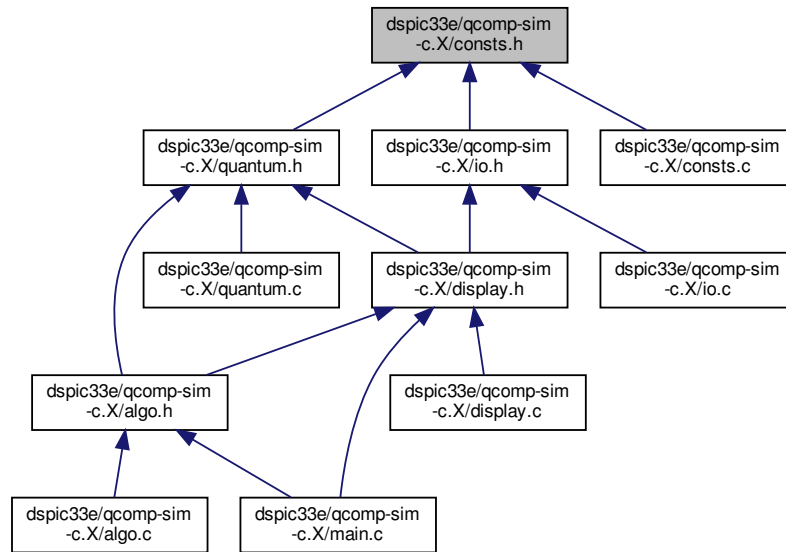 dspic33e/qcomp-sim
-c.X/consts.h
dspic33e/qcomp-sim
-c.X/quantum.h
dspic33e/qcomp-sim
-c.X/io.h
dspic33e/qcomp-sim
-c.X/consts.c
dspic33e/qcomp-sim
-c.X/quantum.c
dspic33e/qcomp-sim
-c.X/display.h
dspic33e/qcomp-sim
-c.X/io.c
dspic33e/qcomp-sim
-c.X/algo.h
dspic33e/qcomp-sim
-c.X/display.c
dspic33e/qcomp-sim
-c.X/algo.c
dspic33e/qcomp-sim
-c.X/main.c